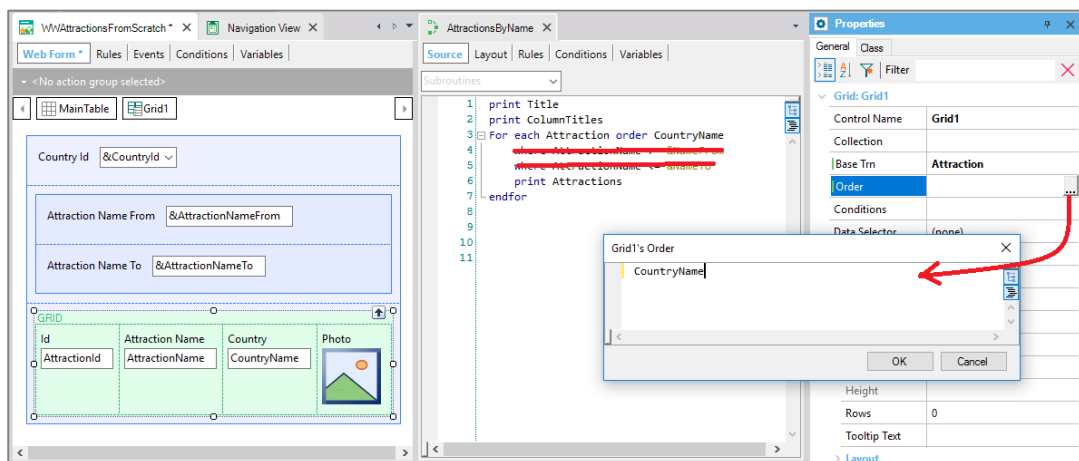 WWAttractionsFromScratch * X
Navigation View X
Web Form * Rules Events Conditions Variables
<No action group selected>
MainTable
Grid1
Country Id &CountryId
Attraction Name From &AttractionNameFrom
Attraction Name To &AttractionNameTo
GRID
Id Attraction Name Country Photo
AttractionId AttractionName CountryName
AttractionsByName X
Source Layout Rules Conditions Variables
Subroutines
1 print Title
2 print ColumnTitles
3 For each Attraction order CountryName
4 where AttractionName >= &NameFrom
5 where AttractionName <= &NameTo
6 print Attractions
7 endfor
8
9
10
11
Grid1's Order
CountryName
OK Cancel
Properties
General Class
Filter
Grid: Grid1
Control Name Grid1
Collection
Base Trn Attraction
Order ...
Conditions
Data Selector (none)
Height
Rows 0
Tooltip Text
Layout